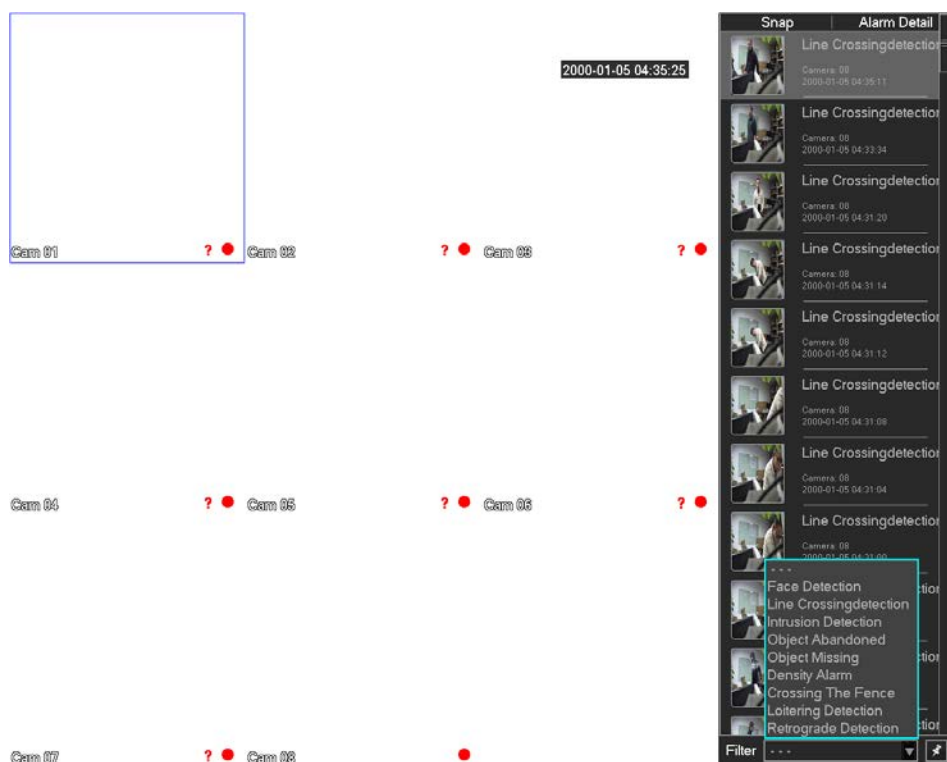 2000-01-05 04:35:25
Cam 01
?
Cam 02
?
Cam 03
?
Cam 04
?
Cam 05
?
Cam 06
?
Cam 07
?
Cam 08
Snap
Alarm Detail
Line Crossingdetection
Camera: 08
2000-01-05 04:35:11
Line Crossingdetection
Camera: 08
2000-01-05 04:33:34
Line Crossingdetection
Camera: 08
2000-01-05 04:31:20
Line Crossingdetection
Camera: 08
2000-01-05 04:31:14
Line Crossingdetection
Camera: 08
2000-01-05 04:31:12
Line Crossingdetection
Camera: 08
2000-01-05 04:31:08
Line Crossingdetection
Camera: 08
2000-01-05 04:31:04
Line Crossingdetection
Camera: 08
- - -
Face Detection
Line Crossingdetection
Intrusion Detection
Object Abandoned
Object Missing
Density Alarm
Crossing The Fence
Loitering Detection
Retrograde Detection
Filter - - -